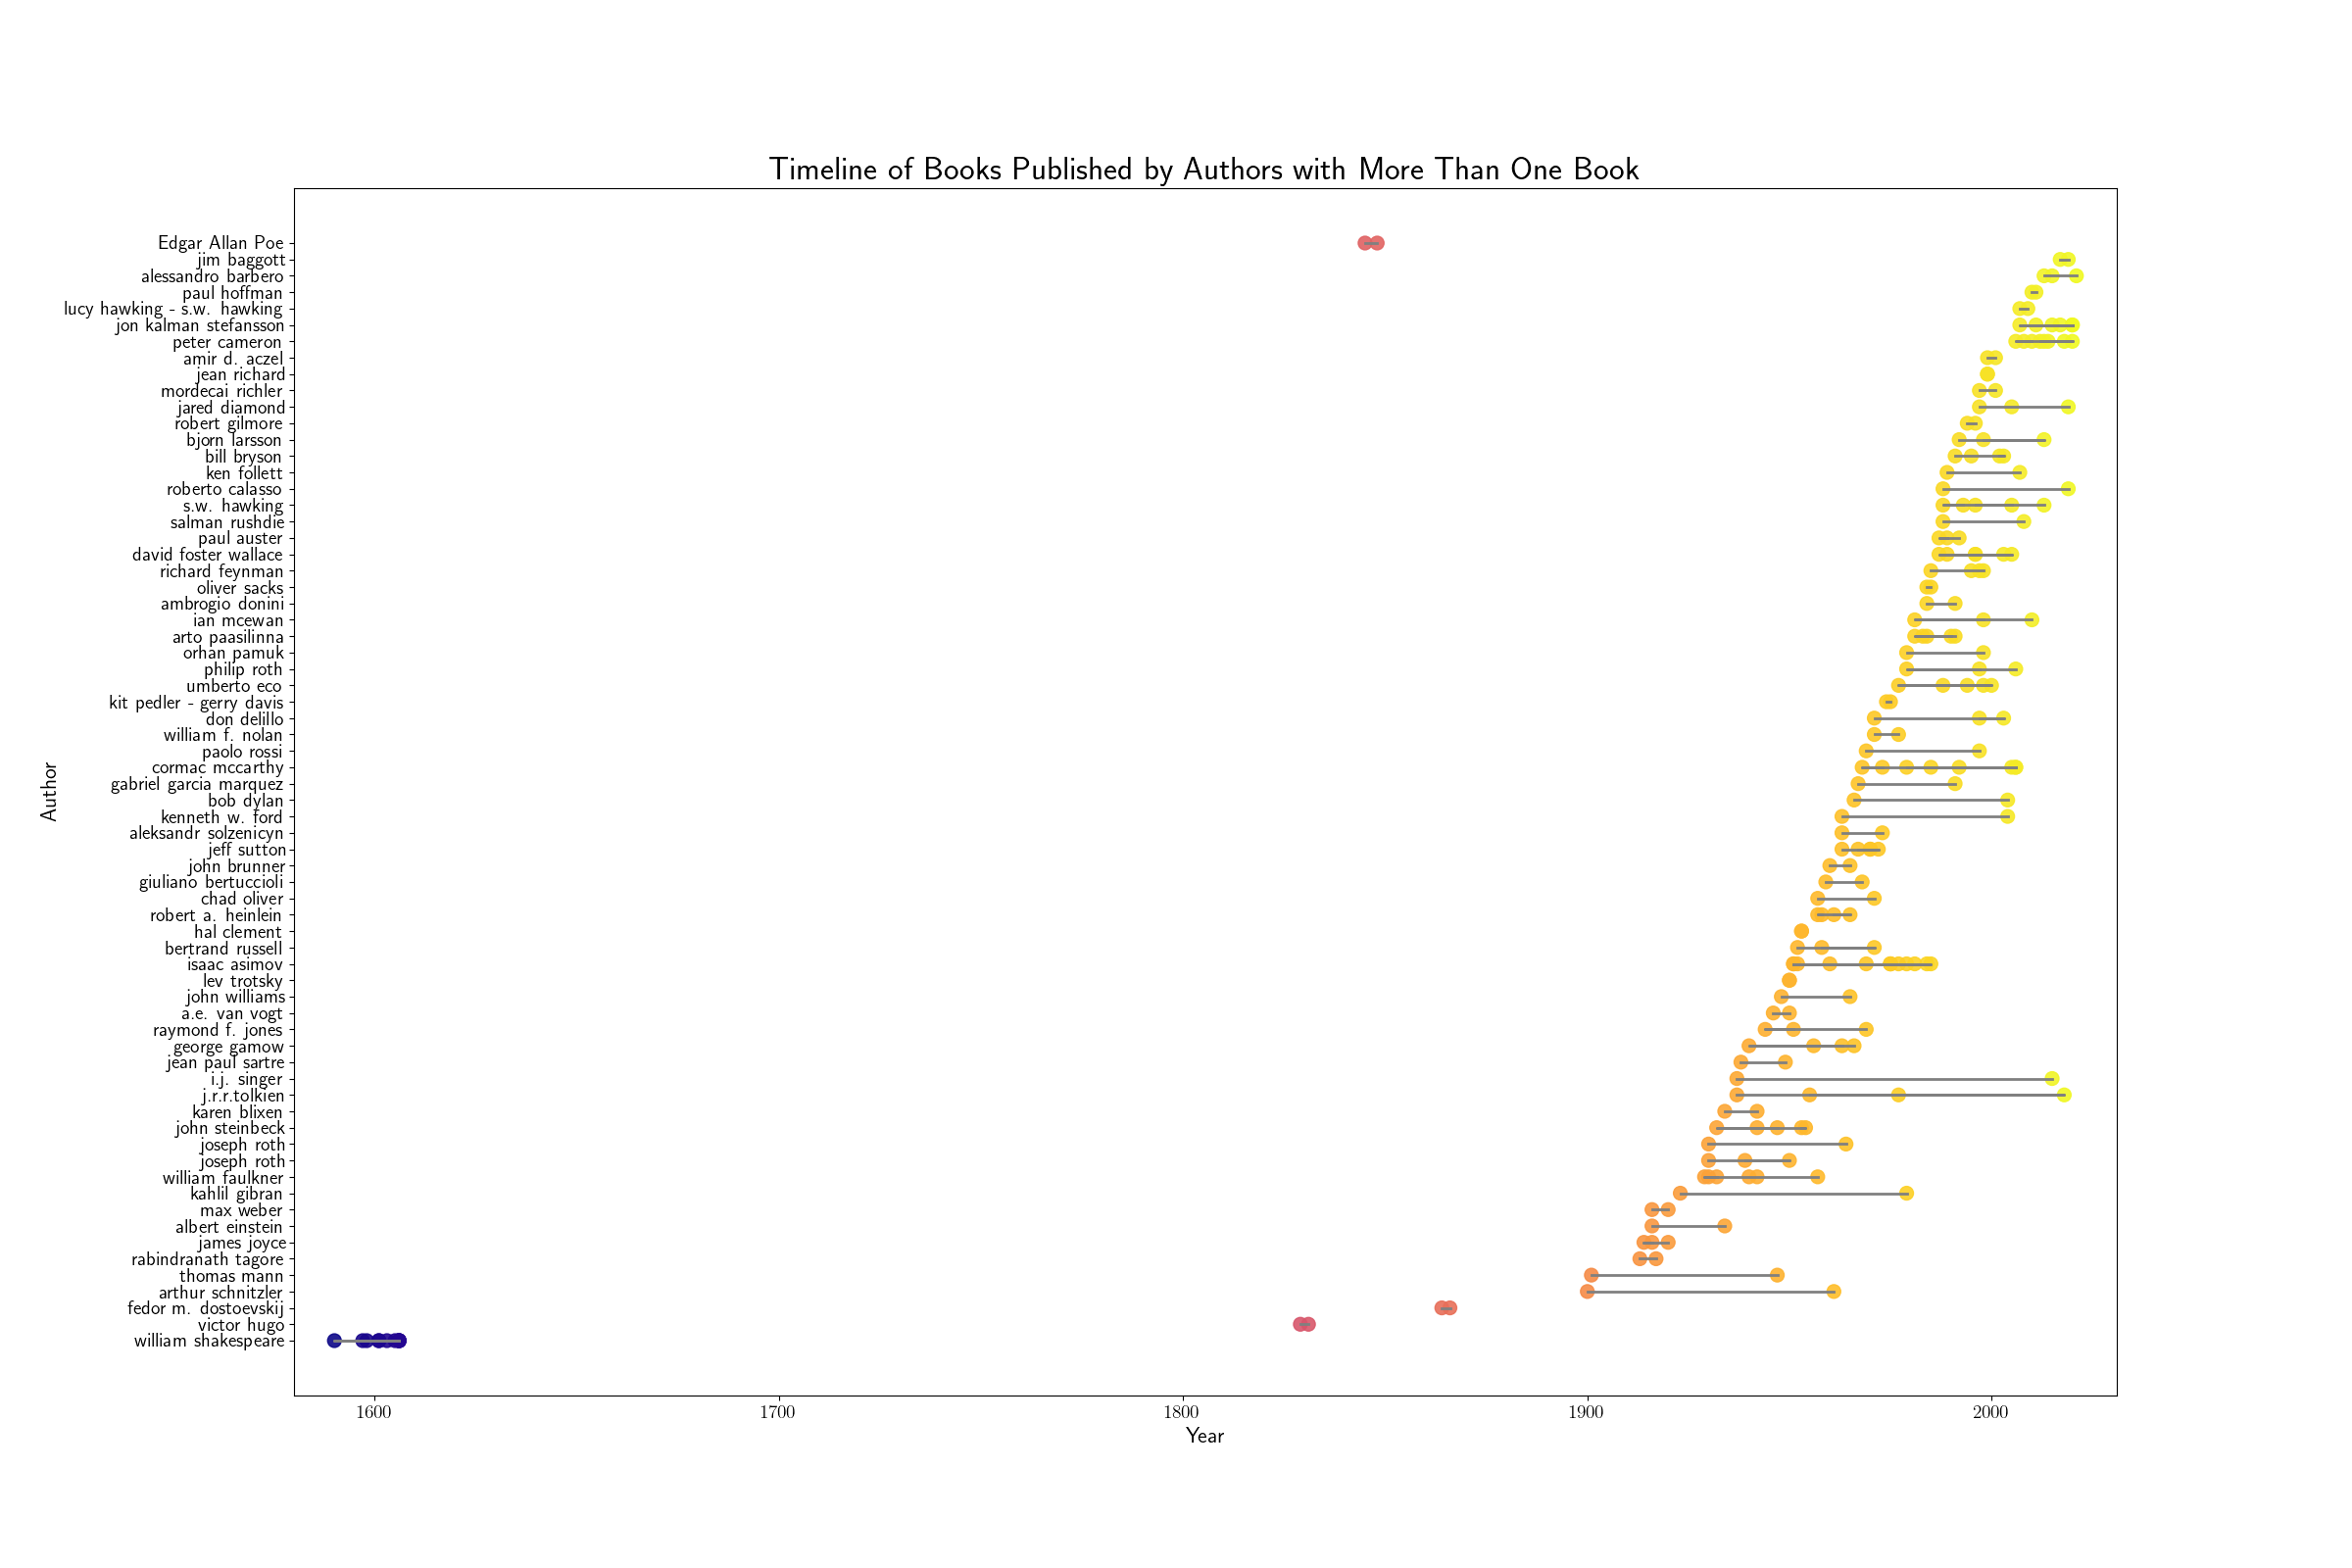 Timeline of Books Published by Authors with More Than One Book
Edgar Allan Poe
jim baggott
alessandro barbero
paul hoffman
lucy hawking - s.w. hawking
jon kalman stefansson
peter cameron
amir d. aczel
jean richard
mordecai richler
jared diamond
robert gilmore
bjorn larsson
bill bryson
ken follett
roberto calasso
s.w. hawking
salman rushdie
paul auster
david foster wallace
richard feynman
oliver sacks
ambrogio donini
ian mcewan
arto paasilinna
orhan pamuk
philip roth
umberto eco
kit pedler - gerry davis
don delillo
william f. nolan
paolo rossi
cormac mccarthy
gabriel garcia marquez
bob dylan
kenneth w. ford
aleksandr solzenicyn
jeff sutton
john brunner
giuliano bertuccioli
chad oliver
robert a. heinlein
hal clement
bertrand russell
isaac asimov
lev trotsky
john williams
a.e. van vogt
raymond f. jones
george gamow
jean paul sartre
i.j. singer
j.r.r.tolkien
karen blixen
john steinbeck
joseph roth
joseph roth
william faulkner
kahlil gibran
max weber
albert einstein
james joyce
rabindranath tagore
thomas mann
arthur schnitzler
fedor m. dostoevskij
victor hugo
william shakespeare
Author
1600 1700 1800 1900 2000
Year